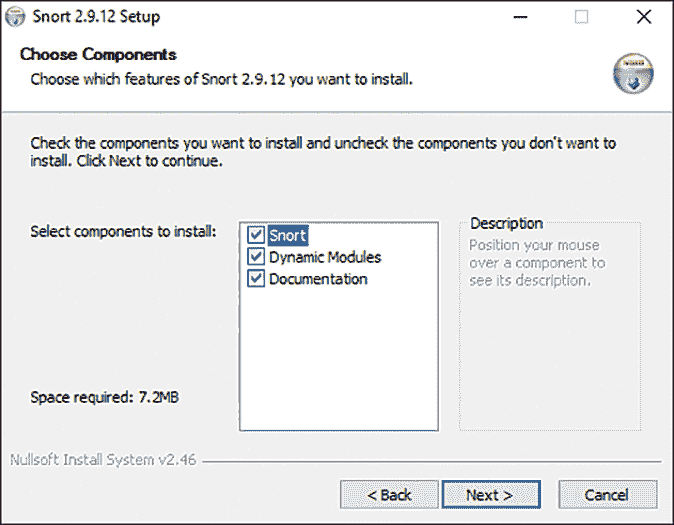 Snort 2.9.12 Setup
Choose Components
Choose which features of Snort 2.9.12 you want to install.
Check the components you want to install and uncheck the components you don't want to
install. Click Next to continue.
Select components to install:
Snort
Dynamic Modules
Documentation
Description
Position your mouse
over a component to
see its description.
Space required: 7.2MB
Nullsoft Install System v2.46
< Back
Next >
Cancel